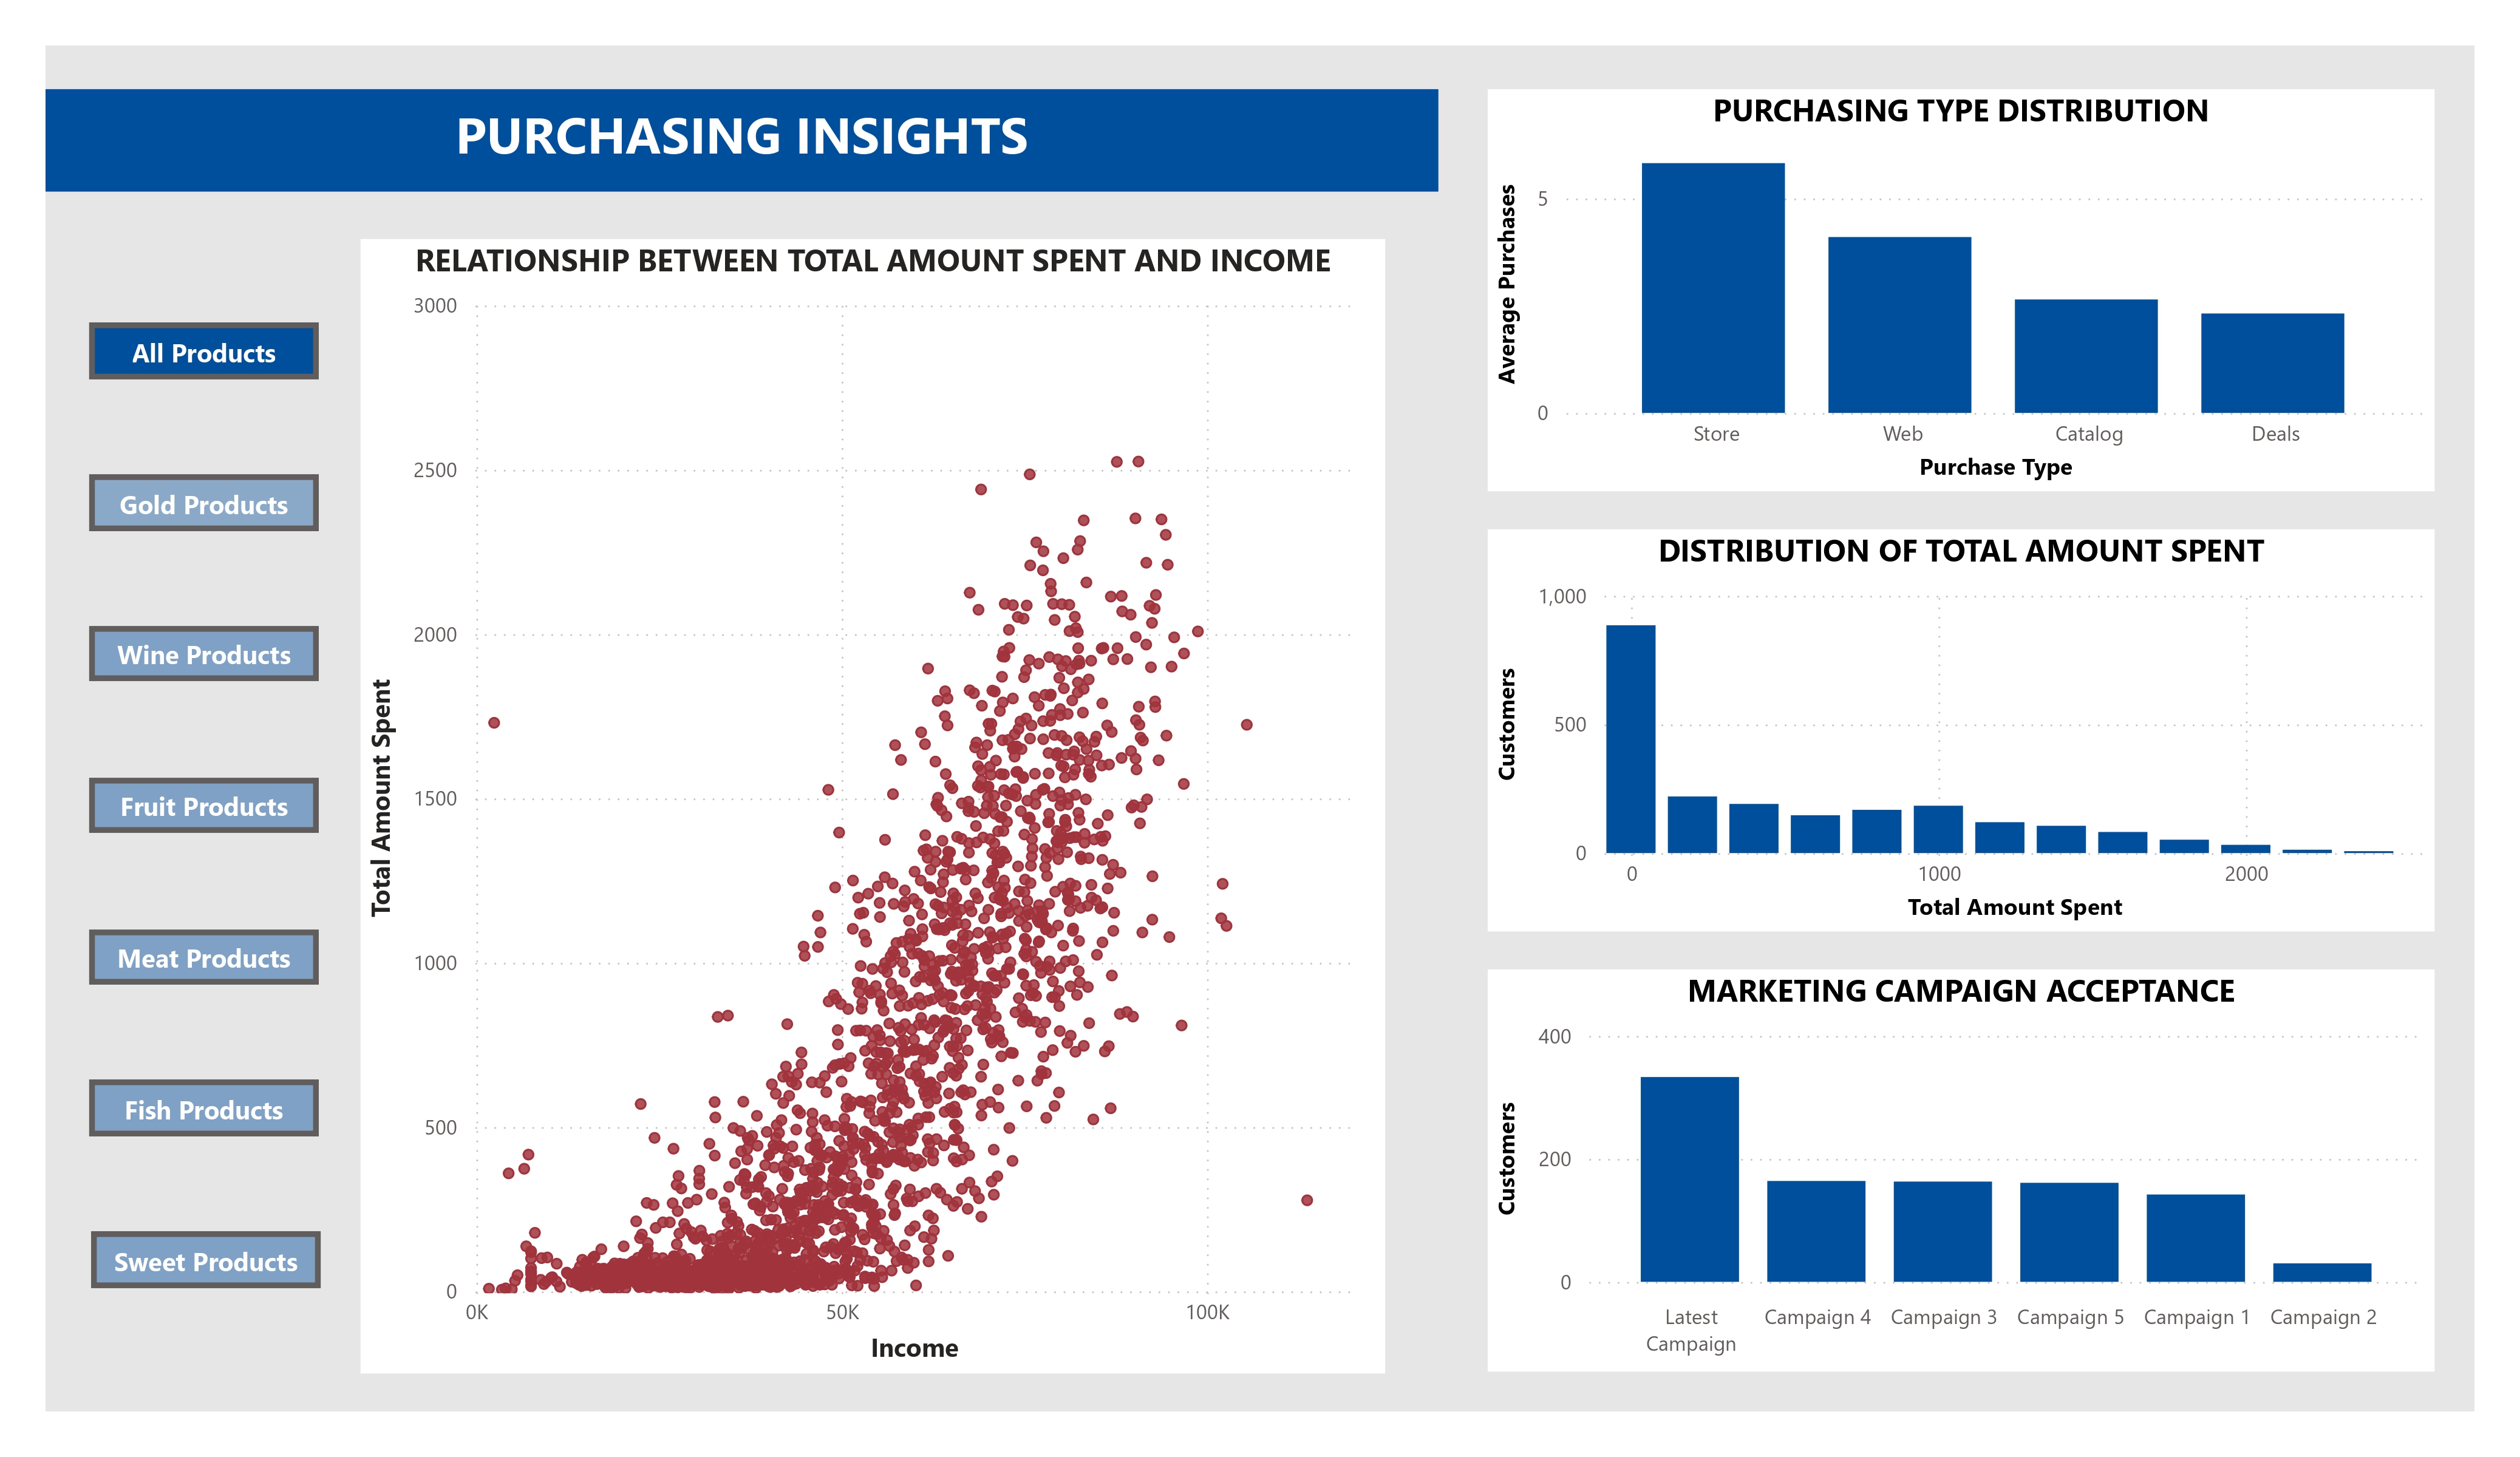 PURCHASING INSIGHTS
All Products
Gold Products
Wine Products
Fruit Products
Meat Products
Fish Products
Sweet Products
RELATIONSHIP BETWEEN TOTAL AMOUNT SPENT AND INCOME
Total Amount Spent
3000
2500
2000
1500
1000
500
0
0K 50K 100K
Income
PURCHASING TYPE DISTRIBUTION
Average Purchases
5
0
Store Web Catalog Deals
Purchase Type
DISTRIBUTION OF TOTAL AMOUNT SPENT
Customers
1,000
500
0
0 1000 2000
Total Amount Spent
MARKETING CAMPAIGN ACCEPTANCE
Customers
400
200
0
Latest Campaign 4 Campaign 3 Campaign 5 Campaign 1 Campaign 2
Campaign